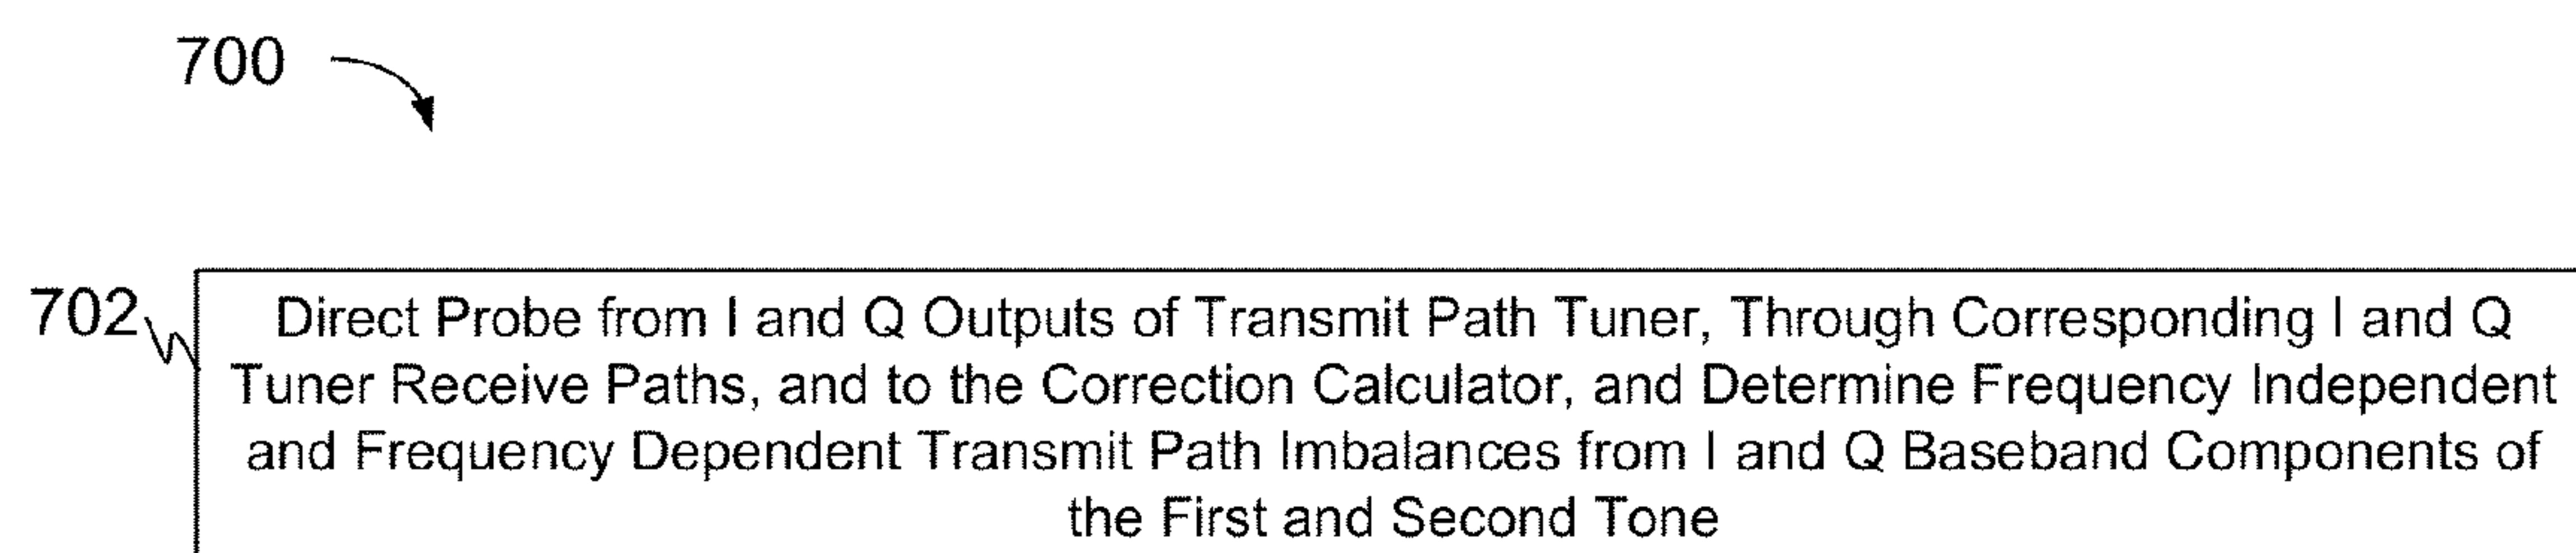 700
702
Direct Probe from I and Q Outputs of Transmit Path Tuner, Through Corresponding I and Q
Tuner Receive Paths, and to the Correction Calculator, and Determine Frequency Independent
and Frequency Dependent Transmit Path Imbalances from I and Q Baseband Components of
the First and Second Tone